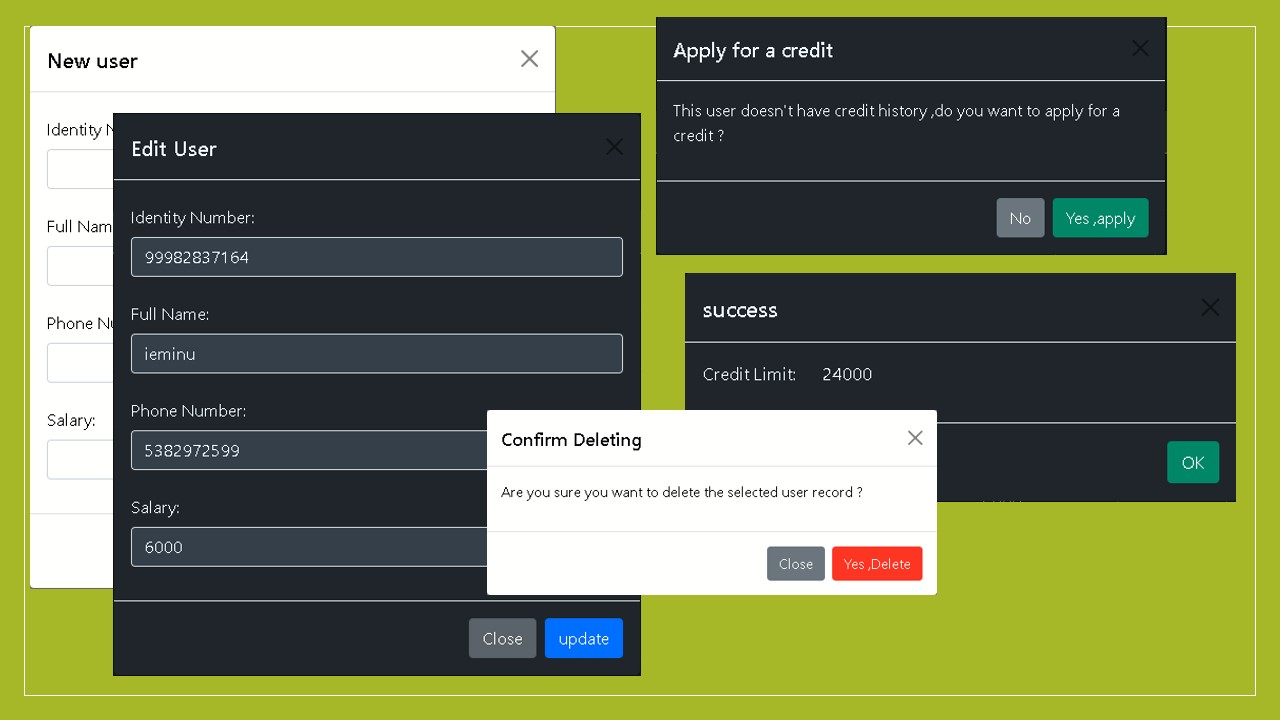 New user
Identity N
Full Nam
Phone Nu
Salary:
Edit User
Identity Number:
99982837164
Full Name:
ieminu
Phone Number:
5382972599
Salary:
6000
Close
update
Apply for a credit
This user doesn't have credit history ,do you want to apply for a
credit ?
No
Yes ,apply
success
Credit Limit: 24000
OK
Confirm Deleting
Are you sure you want to delete the selected user record ?
Close
Yes ,Delete